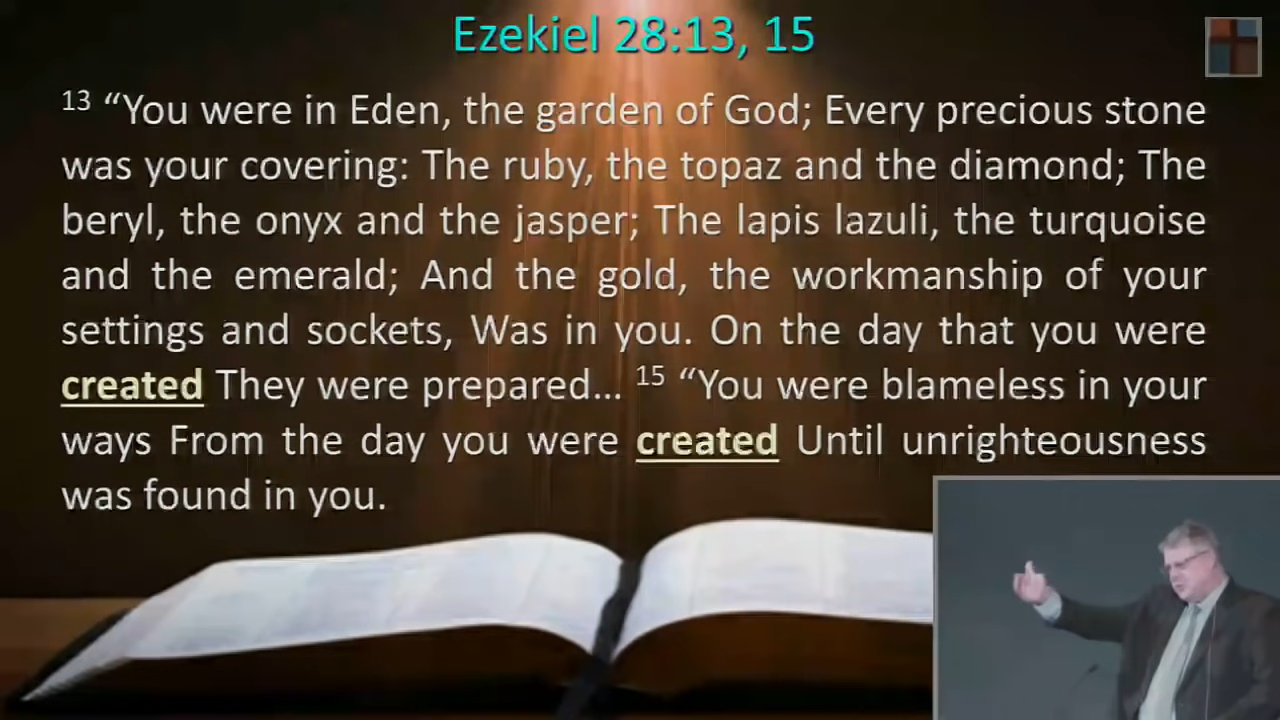 Ezekiel 28:13, 15
13 “You were in Eden, the garden of God; Every precious stone
was your covering: The ruby, the topaz and the diamond; The
beryl, the onyx and the jasper; The lapis lazuli, the turquoise
and the emerald; And the gold, the workmanship of your
settings and sockets, Was in you. On the day that you were
created They were prepared... 15 “You were blameless in your
ways From the day you were created Until unrighteousness
was found in you.